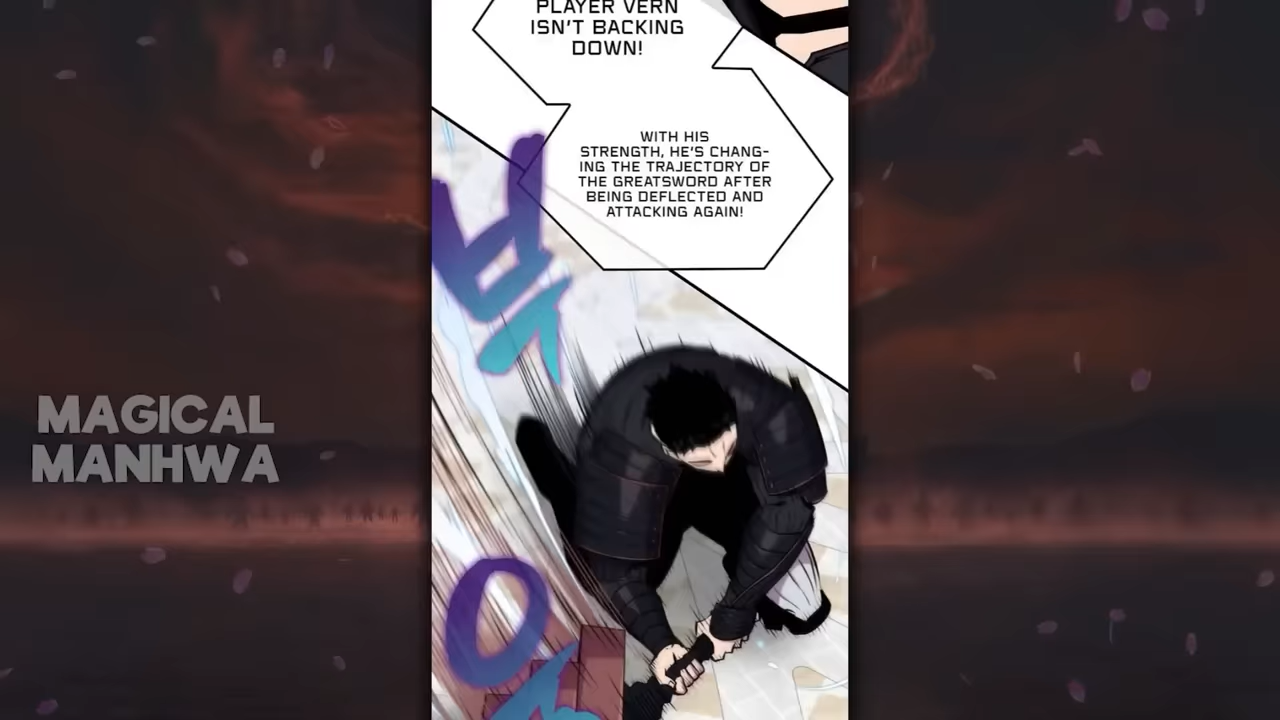 PLAYER VERN
ISN'T BACKING
DOWN!
WITH HIS
STRENGTH, HE'S CHANG-
ING THE TRAJECTORY OF
THE GREATSWORD AFTER
BEING DEFLECTED AND
ATTACKING AGAIN!
부
MAGICAL
MANHWA